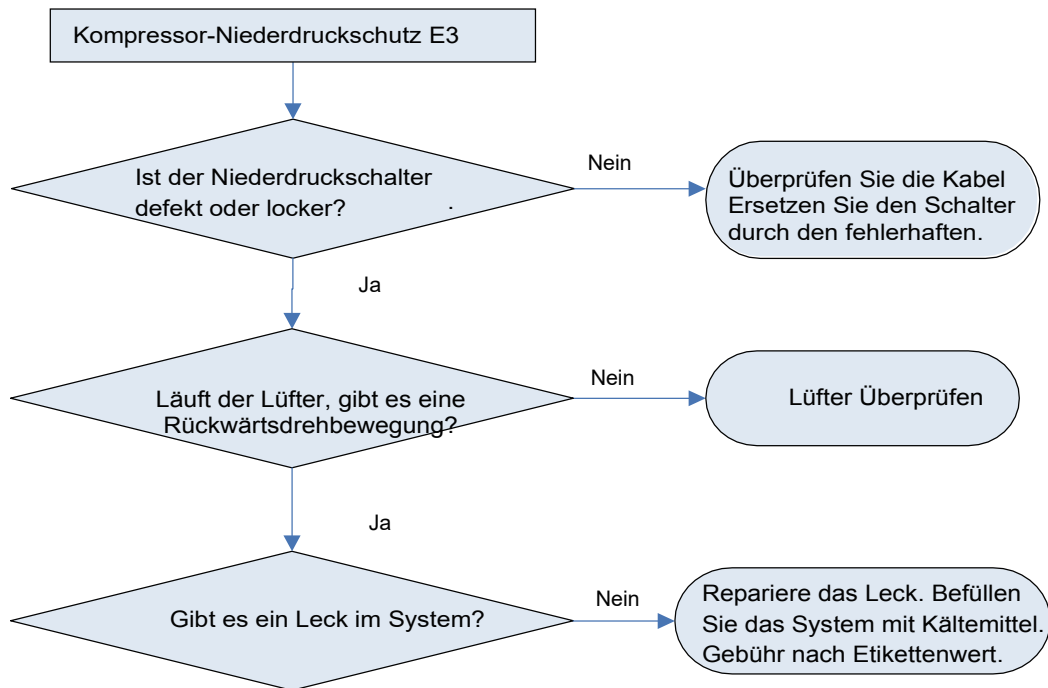 Kompressor-Niederdruckschutz E3
Ist der Niederdruckschalter
defekt oder locker? .
Nein
Überprüfen Sie die Kabel
Ersetzen Sie den Schalter
durch den fehlerhaften.
Ja
Läuft der Lüfter, gibt es eine
Rückwärtsdrehbewegung?
Nein
Lüfter Überprüfen
Ja
Gibt es ein Leck im System?
Nein
Repariere das Leck. Befüllen
Sie das System mit Kältemittel.
Gebühr nach Etikettenwert.